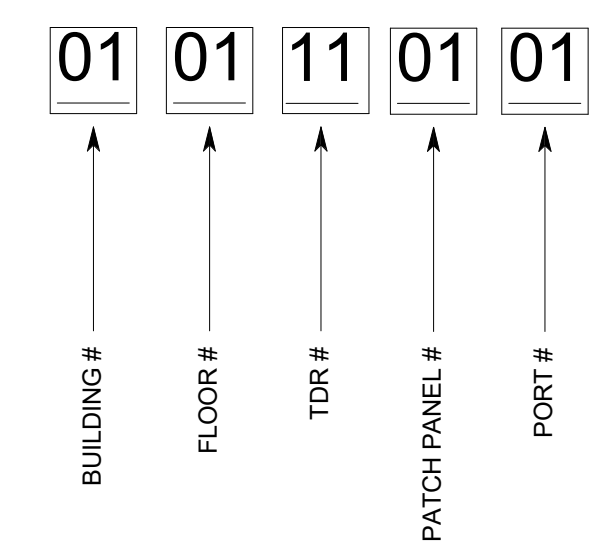 01 01 11 01 01
BUILDING #
FLOOR #
TDR #
PATCH PANEL #
PORT #